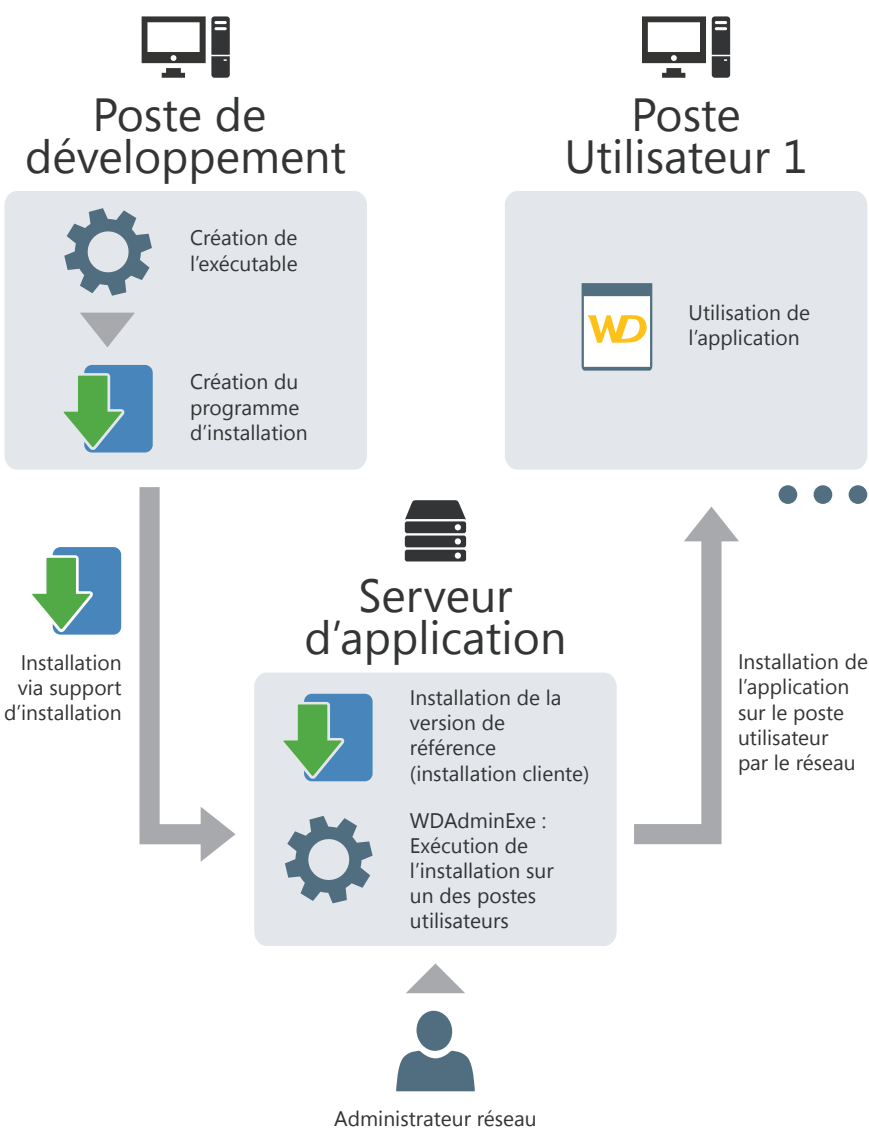 Poste de
développement
Création de
l'exécutable
Création du
programme
d'installation
Poste
Utilisateur 1
WD
Utilisation de
l'application
Installation
via support
d'installation
Serveur
d'application
Installation de la
version de
référence
(installation cliente)
WDAdminExe :
Exécution de
l'installation sur
un des postes
utilisateurs
Installation de
l'application
sur le poste
utilisateur
par le réseau
Administrateur réseau